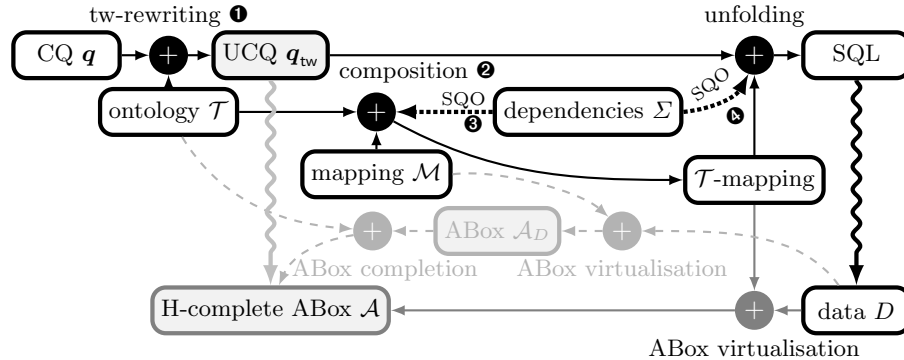 tw-rewriting ❶
unfolding
CQ q
+
UCQ q_tw
+
SQL
composition ❷
SQO
ontology T
+
SQO
❸
dependencies Σ
❹
mapping M
T-mapping
+
ABox A_D
+
ABox completion
ABox virtualisation
H-complete ABox A
+
data D
ABox virtualisation